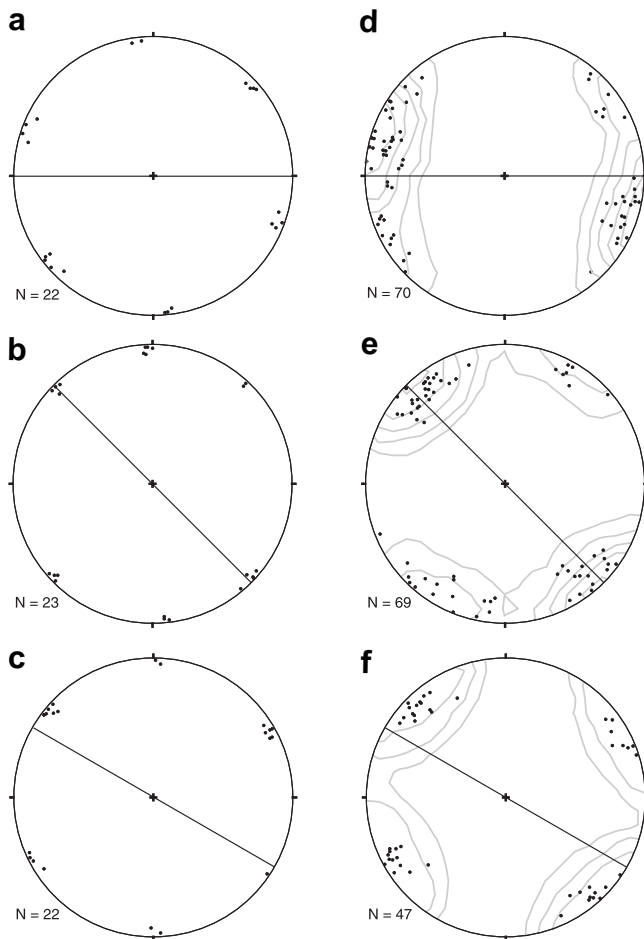 a
d
N = 22
N = 70
b
e
N = 23
N = 69
c
f
N = 22
N = 47